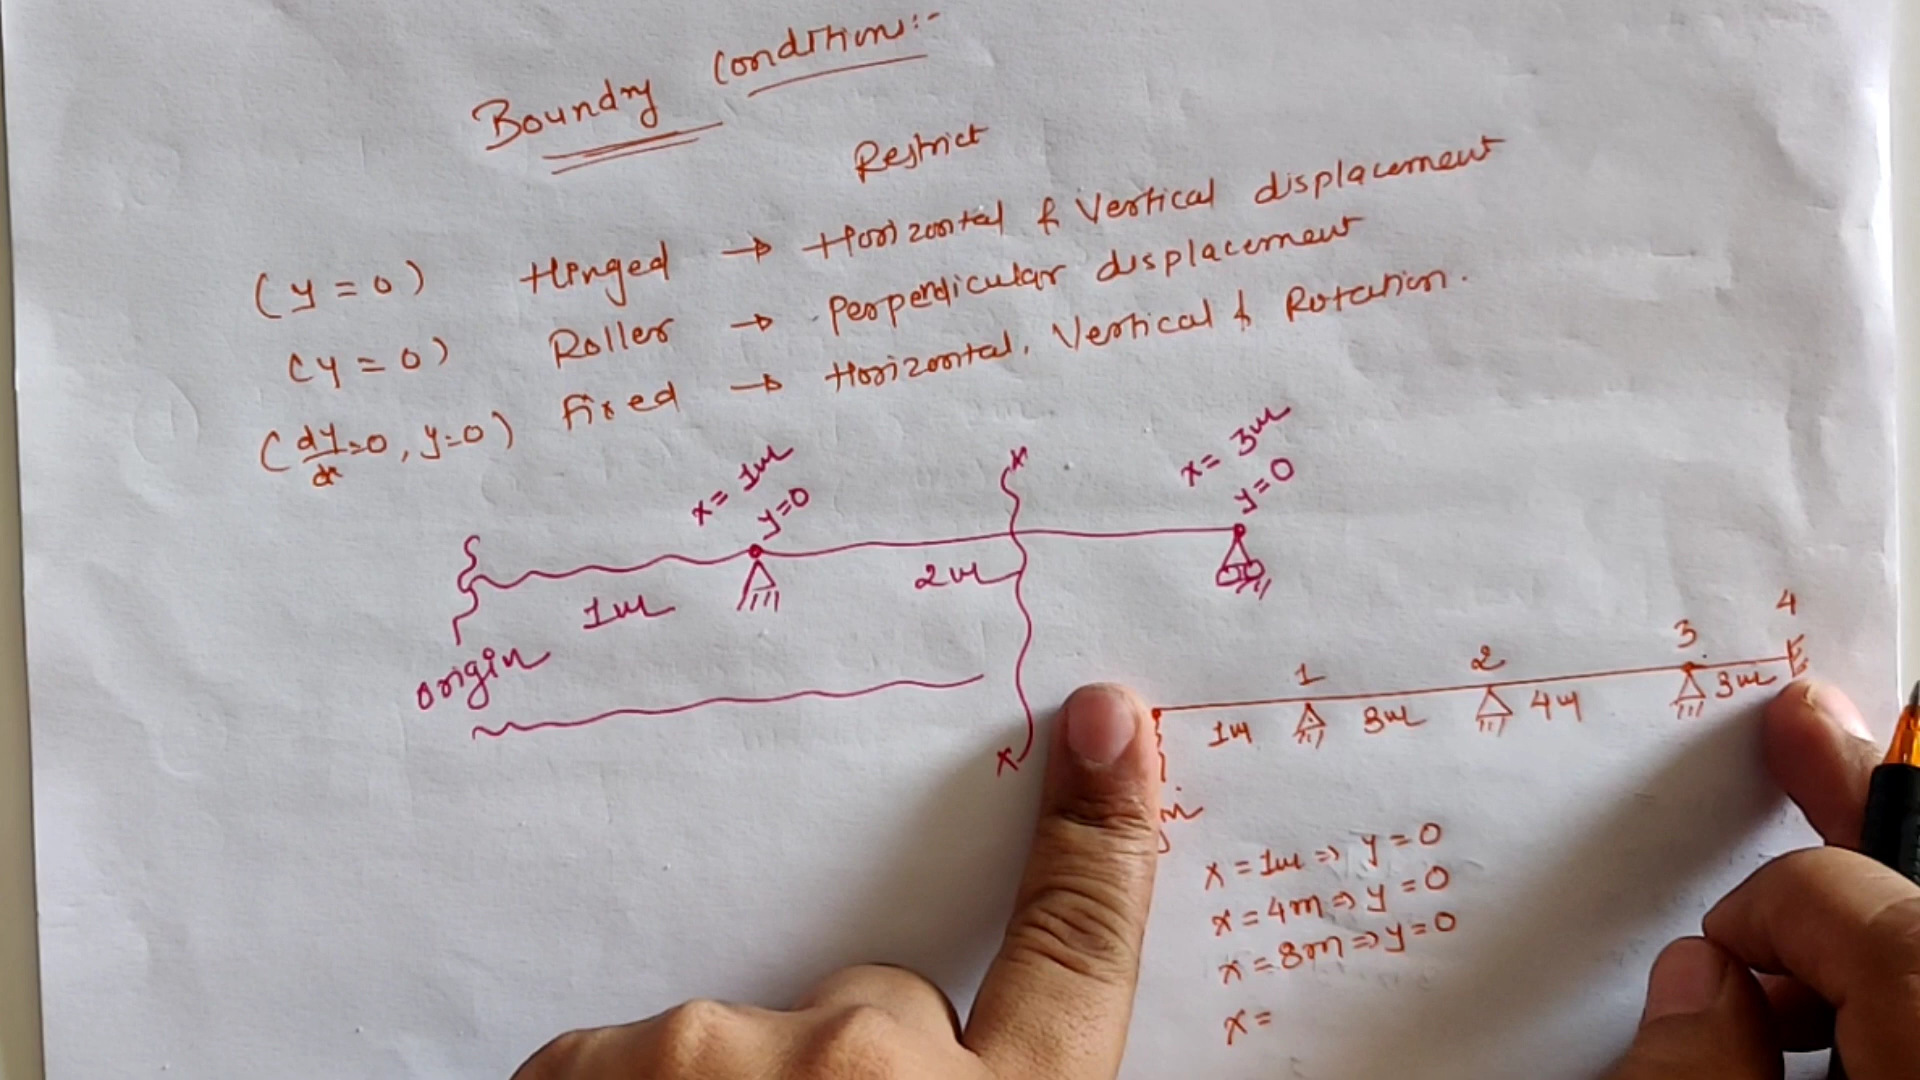 Boundry Conditions:-
Restrict
(y = 0) Hinged → Horizontal & Vertical displacement
(y = 0) Roller → Perpendicular displacement
(dy/dx=0, y=0) Fixed → Horizontal, Vertical & Rotation.
x = 1m
y=0
x
x = 3m
y=0
1m
2m
origin
x
1 2 3 4
1m 3m 4m 3m
x = 1m ⇒ y = 0
x = 4m ⇒ y = 0
x = 8m ⇒ y = 0
x =